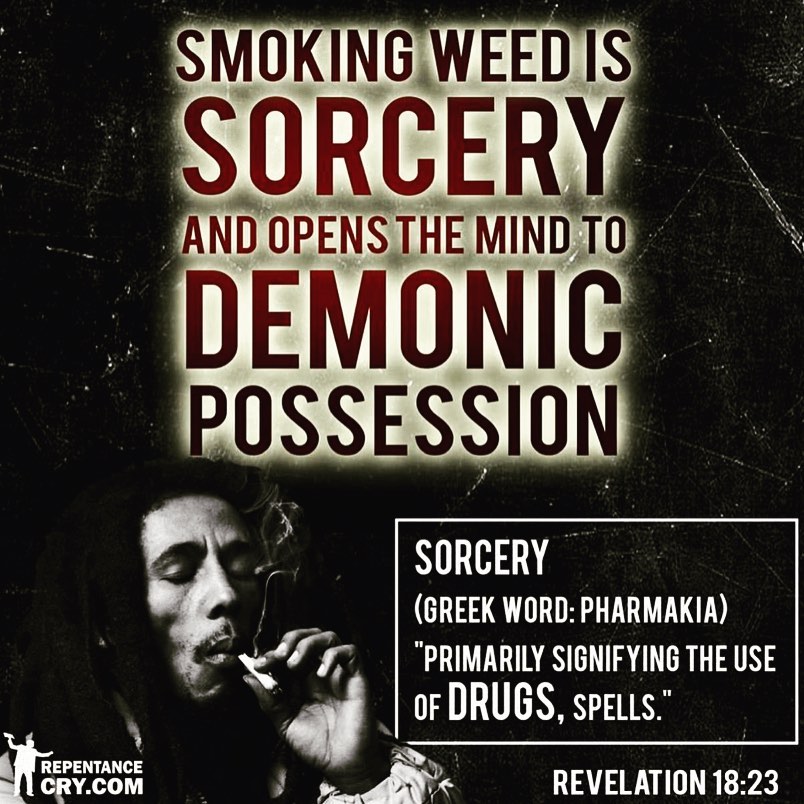 SMOKING WEED IS
SORCERY
AND OPENS THE MIND TO
DEMONIC
POSSESSION
SORCERY
(GREEK WORD: PHARMAKIA)
"PRIMARILY SIGNIFYING THE USE
OF DRUGS, SPELLS."
REPENTANCE
CRY.COM
REVELATION 18:23